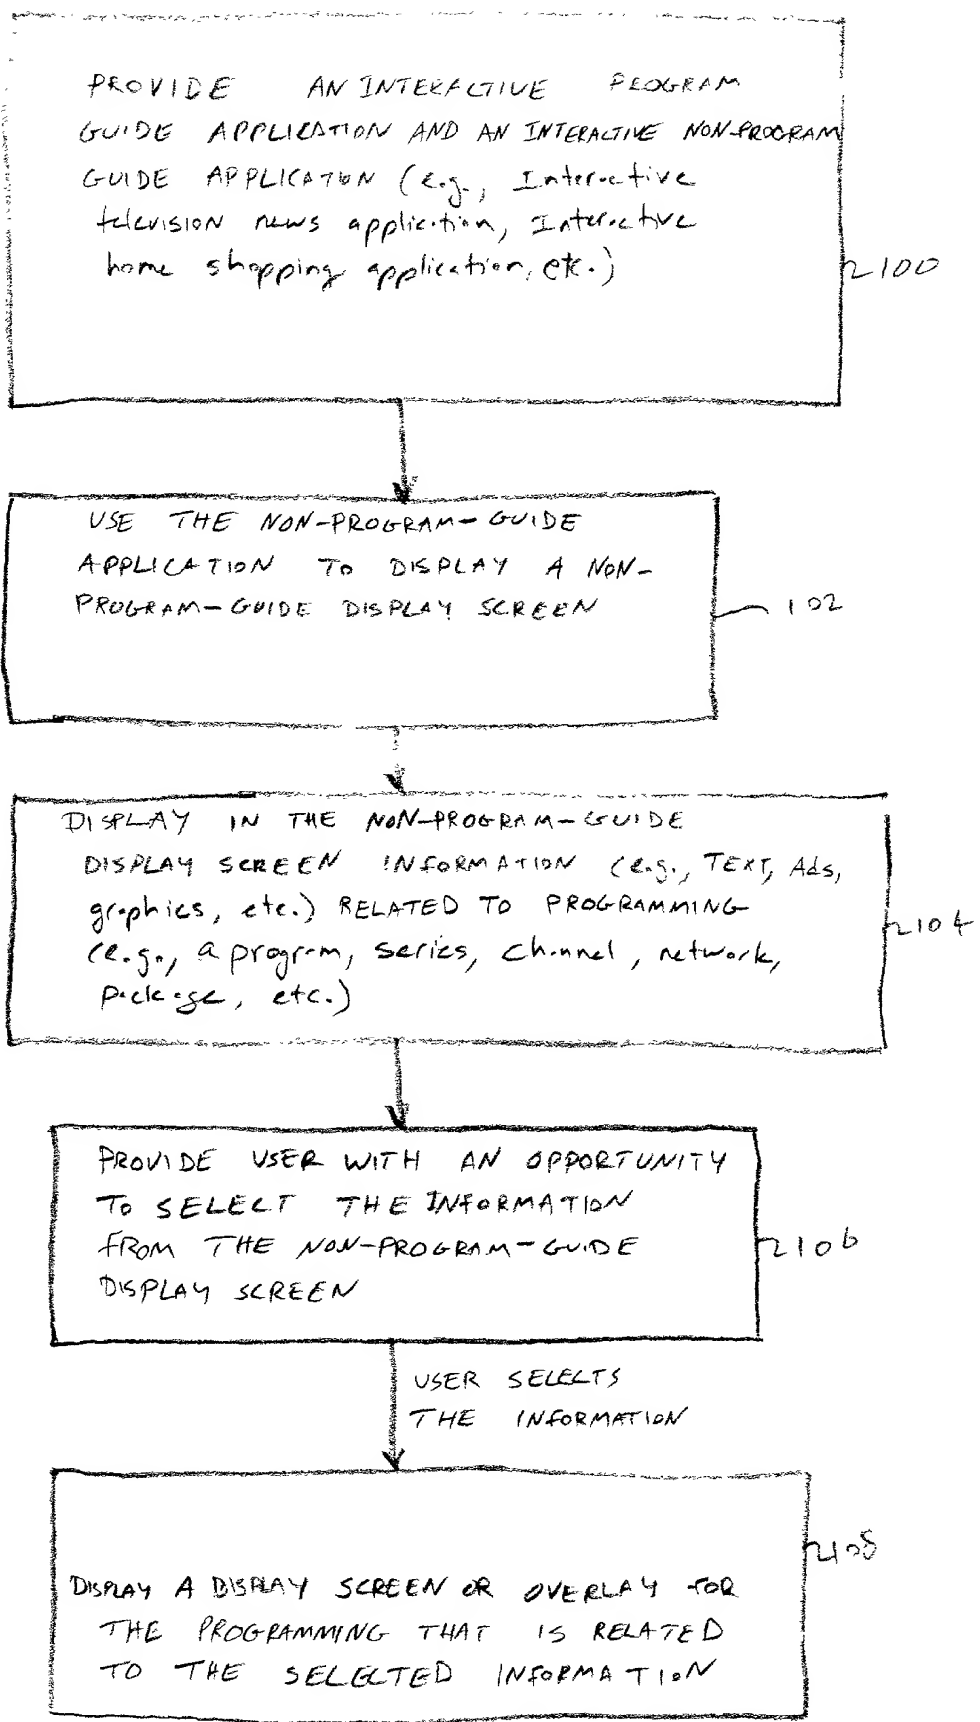 PROVIDE AN INTERACTIVE PROGRAM
GUIDE APPLICATION AND AN INTERACTIVE NON-PROGRAM
GUIDE APPLICATION (e.g., Interactive
television news application, Interactive
home shopping application, etc.)
100
USE THE NON-PROGRAM-GUIDE
APPLICATION TO DISPLAY A NON-
PROGRAM-GUIDE DISPLAY SCREEN
102
DISPLAY IN THE NON-PROGRAM-GUIDE
DISPLAY SCREEN INFORMATION (e.g., TEXT, Ads,
graphics, etc.) RELATED TO PROGRAMMING
(e.g., a program, series, channel, network,
package, etc.)
104
PROVIDE USER WITH AN OPPORTUNITY
TO SELECT THE INFORMATION
FROM THE NON-PROGRAM-GUIDE
DISPLAY SCREEN
106
USER SELECTS
THE INFORMATION
108
DISPLAY A DISPLAY SCREEN OR OVERLAY FOR
THE PROGRAMMING THAT IS RELATED
TO THE SELECTED INFORMATION